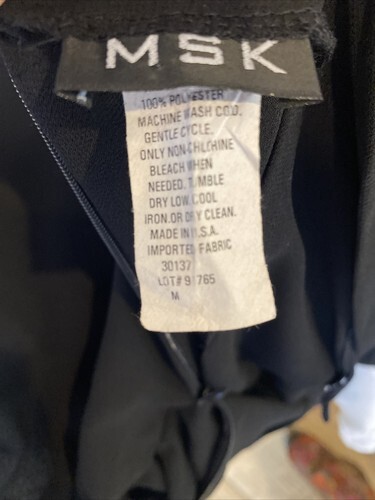 MSK
100% POLYESTER
MACHINE WASH COLD.
GENTLE CYCLE.
ONLY NON-CHLORINE
BLEACH WHEN
NEEDED. TUMBLE
DRY LOW. COOL
IRON. OR DRY CLEAN.
MADE IN U.S.A.
IMPORTED FABRIC
30137
LOT# 91765
M